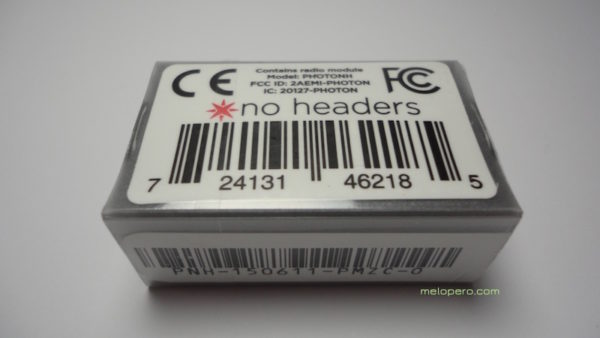 CE
Contains radio module
Model: PHOTONH
FCC ID: 2AEMI-PHOTON
IC: 20127-PHOTON
FCC
no headers
7 24131 46218 5
PNH-150611-PMZC-0
melopero.com